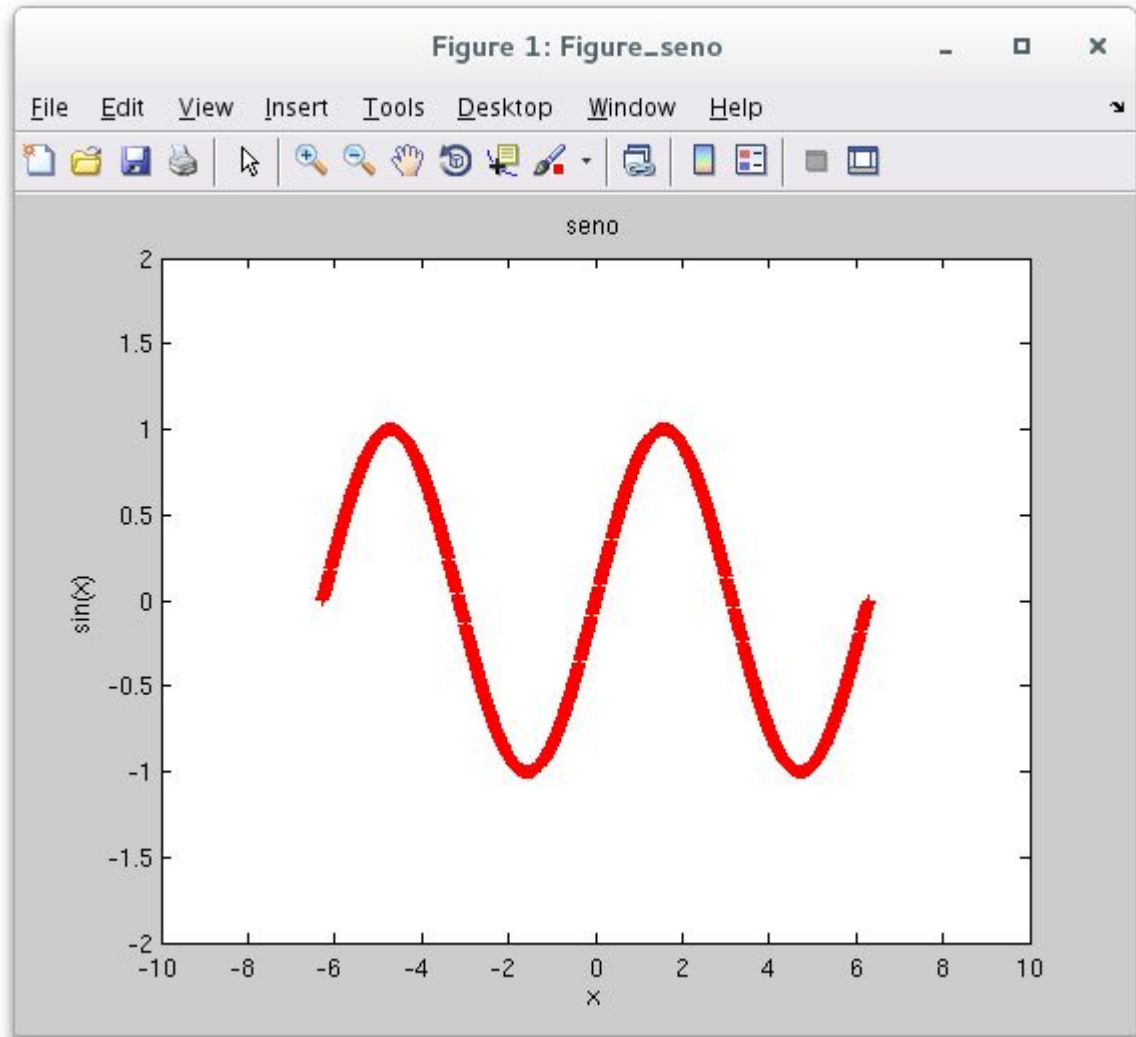 Figure 1: Figure_seno
File Edit View Insert Tools Desktop Window Help
seno
2
1.5
1
0.5
0
-0.5
-1
-1.5
-2
sin(x)
-10 -8 -6 -4 -2 0 2 4 6 8 10
x